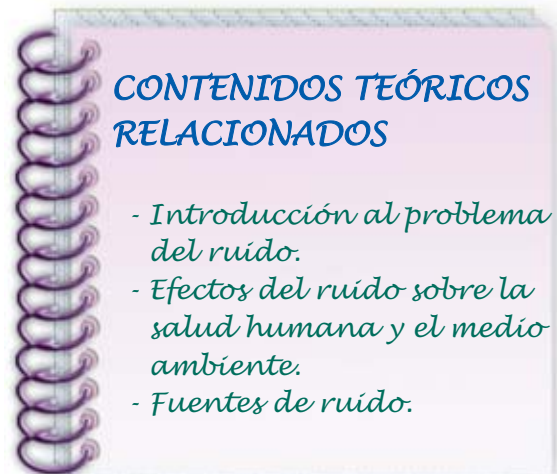 CONTENIDOS TEÓRICOS
RELACIONADOS
- Introducción al problema
del ruido.
- Efectos del ruido sobre la
salud humana y el medio
ambiente.
- Fuentes de ruido.